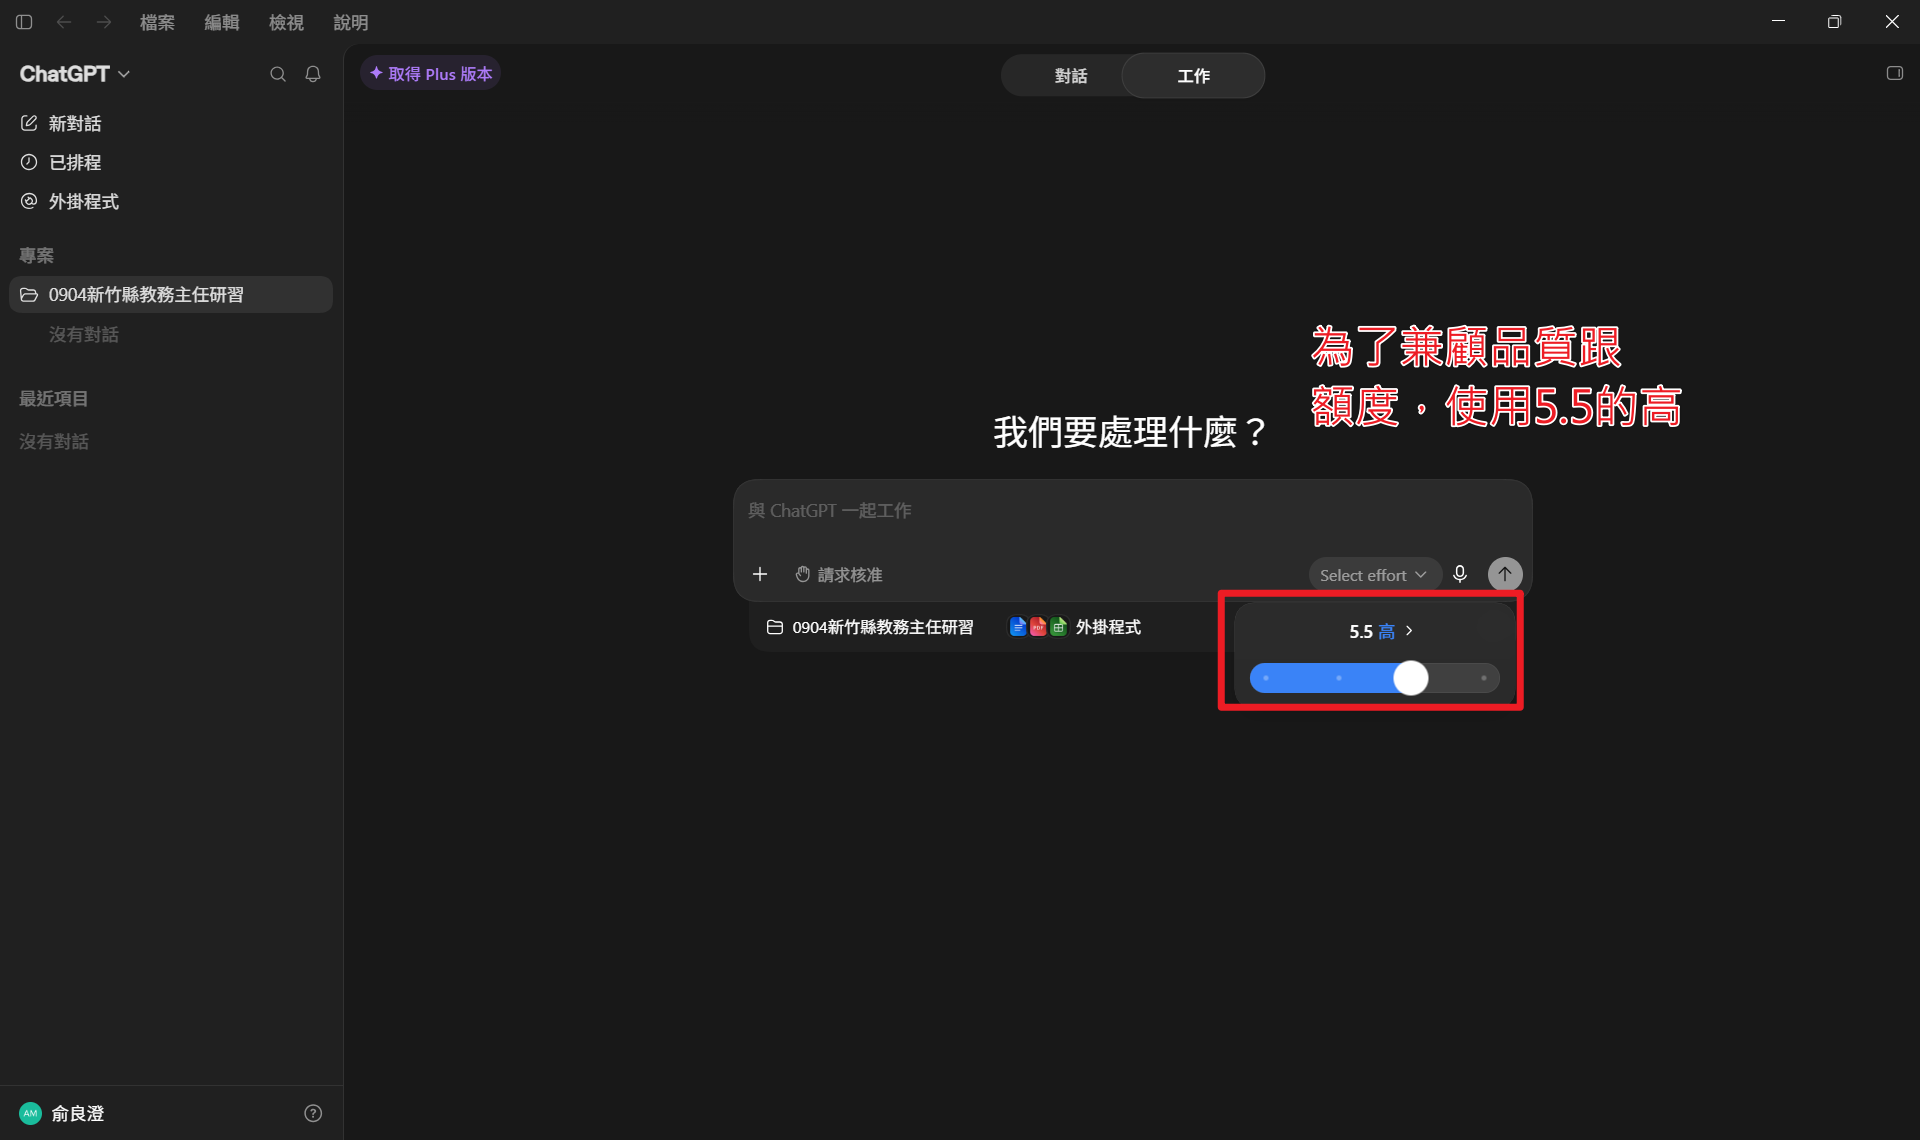 檔案 編輯 檢視 說明
ChatGPT
取得 Plus 版本
對話 工作
新對話
已排程
外掛程式
專案
0904新竹縣教務主任研習
沒有對話
最近項目
沒有對話
為了兼顧品質跟
額度，使用5.5的高
我們要處理什麼？
與 ChatGPT 一起工作
請求核准
Select effort
0904新竹縣教務主任研習
PDF
外掛程式
5.5 高
AM
俞良澄